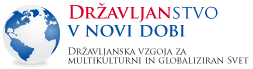 DRŽAVLJANSTVO
V NOVI DOBI
DRŽAVLJANSKA VZGOJA ZA
MULTIKULTURNI IN GLOBALIZIRAN SVET